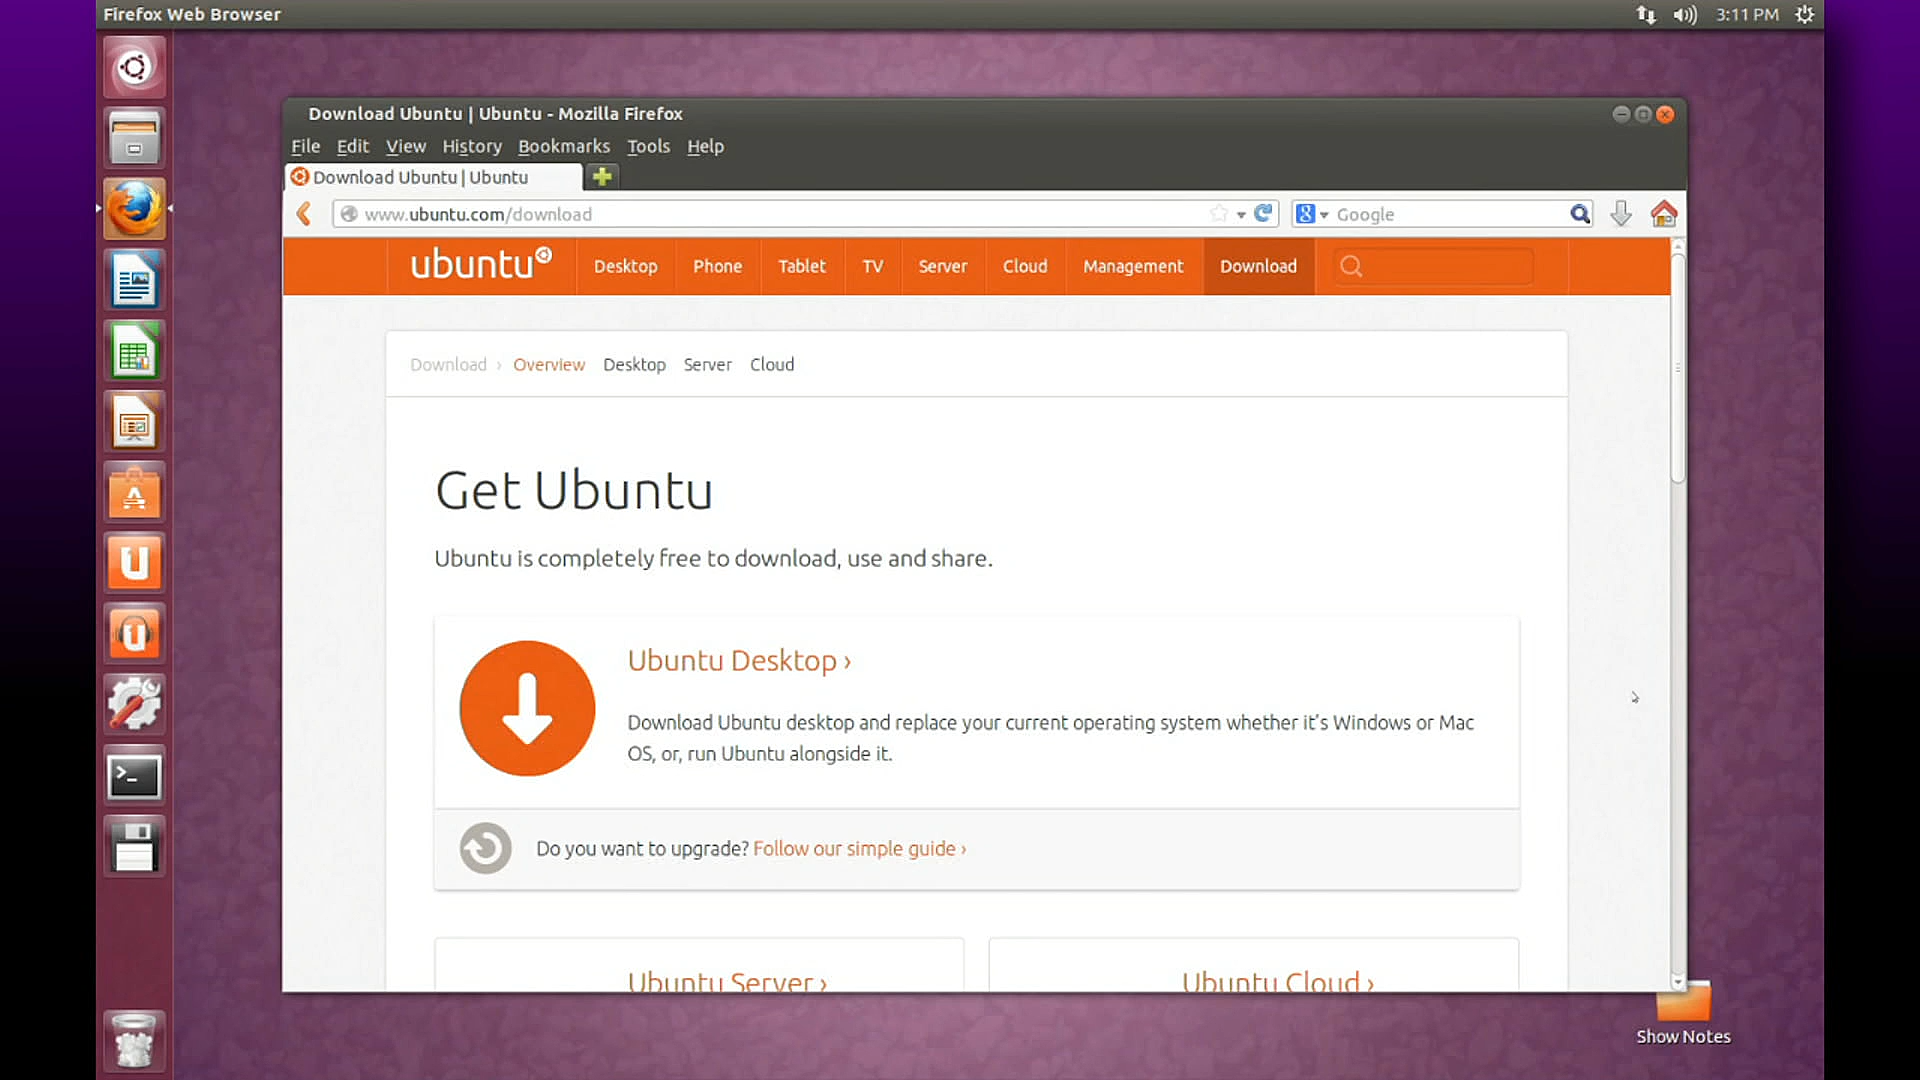 Firefox Web Browser
3:11 PM
Download Ubuntu | Ubuntu - Mozilla Firefox
File Edit View History Bookmarks Tools Help
Download Ubuntu | Ubuntu
www.ubuntu.com/download
Google
ubuntu Desktop Phone Tablet TV Server Cloud Management Download
Download › Overview Desktop Server Cloud
Get Ubuntu
Ubuntu is completely free to download, use and share.
Ubuntu Desktop ›
Download Ubuntu desktop and replace your current operating system whether it's Windows or Mac
OS, or, run Ubuntu alongside it.
Do you want to upgrade? Follow our simple guide ›
Ubuntu Server ›
Ubuntu Cloud ›
Show Notes